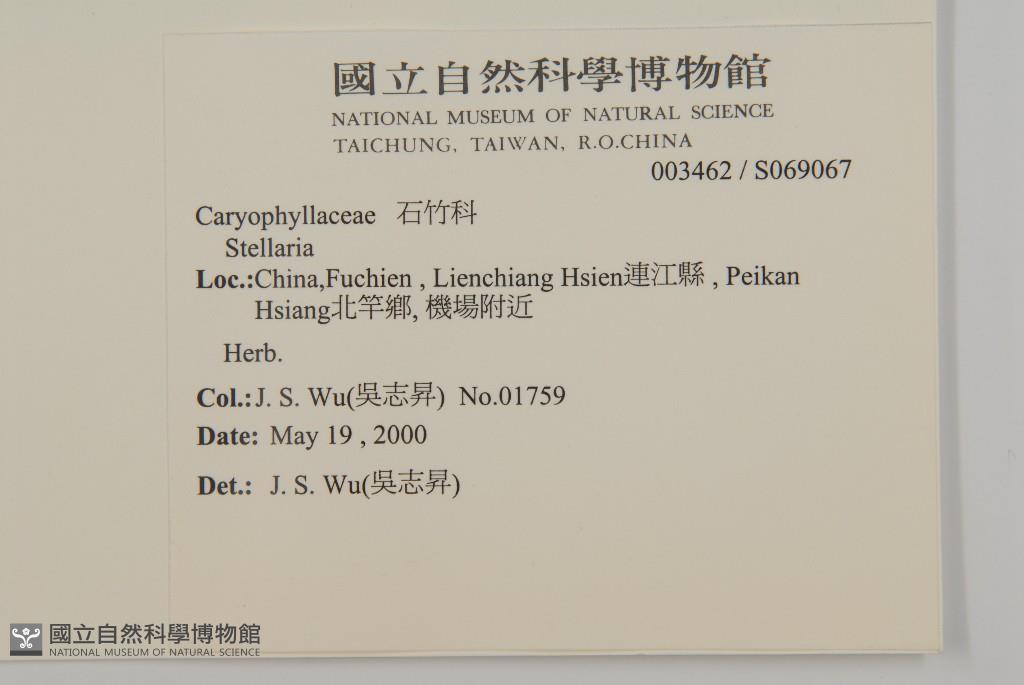 國立自然科學博物館
NATIONAL MUSEUM OF NATURAL SCIENCE
TAICHUNG, TAIWAN, R.O.CHINA
003462 / S069067
Caryophyllaceae 石竹科
Stellaria
Loc.:China,Fuchien , Lienchiang Hsien連江縣 , Peikan
Hsiang北竿鄉, 機場附近
Herb.
Col.: J. S. Wu(吳志昇) No.01759
Date: May 19 , 2000
Det.: J. S. Wu(吳志昇)
國立自然科學博物館
NATIONAL MUSEUM OF NATURAL SCIENCE